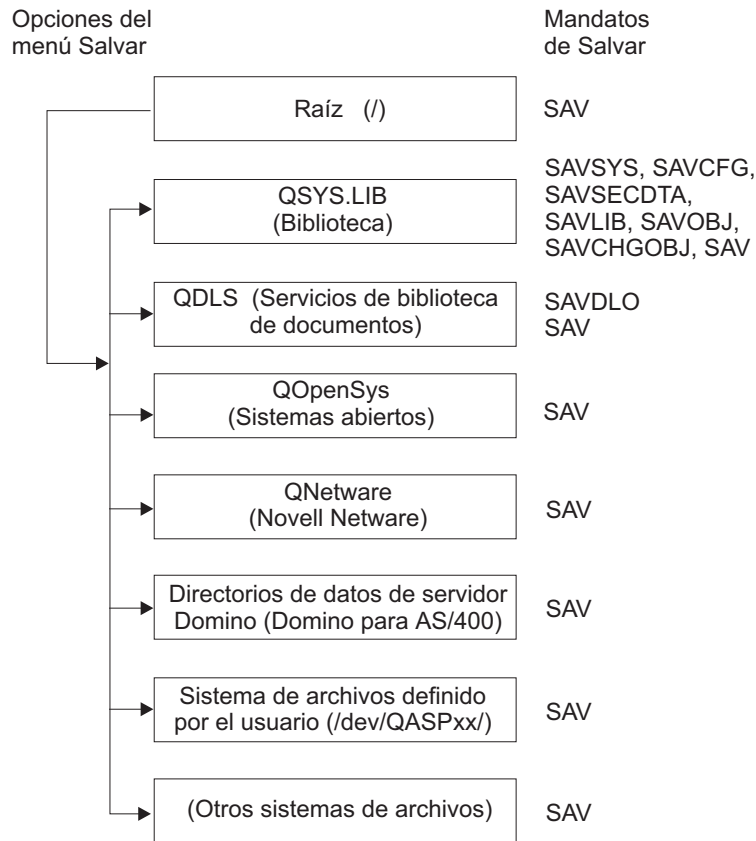 Opciones del
menú Salvar
Mandatos
de Salvar
Raíz (/)
SAV
QSYS.LIB
(Biblioteca)
SAVSYS, SAVCFG,
SAVSECDTA,
SAVLIB, SAVOBJ,
SAVCHGOBJ, SAV
QDLS (Servicios de biblioteca
de documentos)
SAVDLO
SAV
QOpenSys
(Sistemas abiertos)
SAV
QNetware
(Novell Netware)
SAV
Directorios de datos de servidor
Domino (Domino para AS/400)
SAV
Sistema de archivos definido
por el usuario (/dev/QASPxx/)
SAV
(Otros sistemas de archivos)
SAV